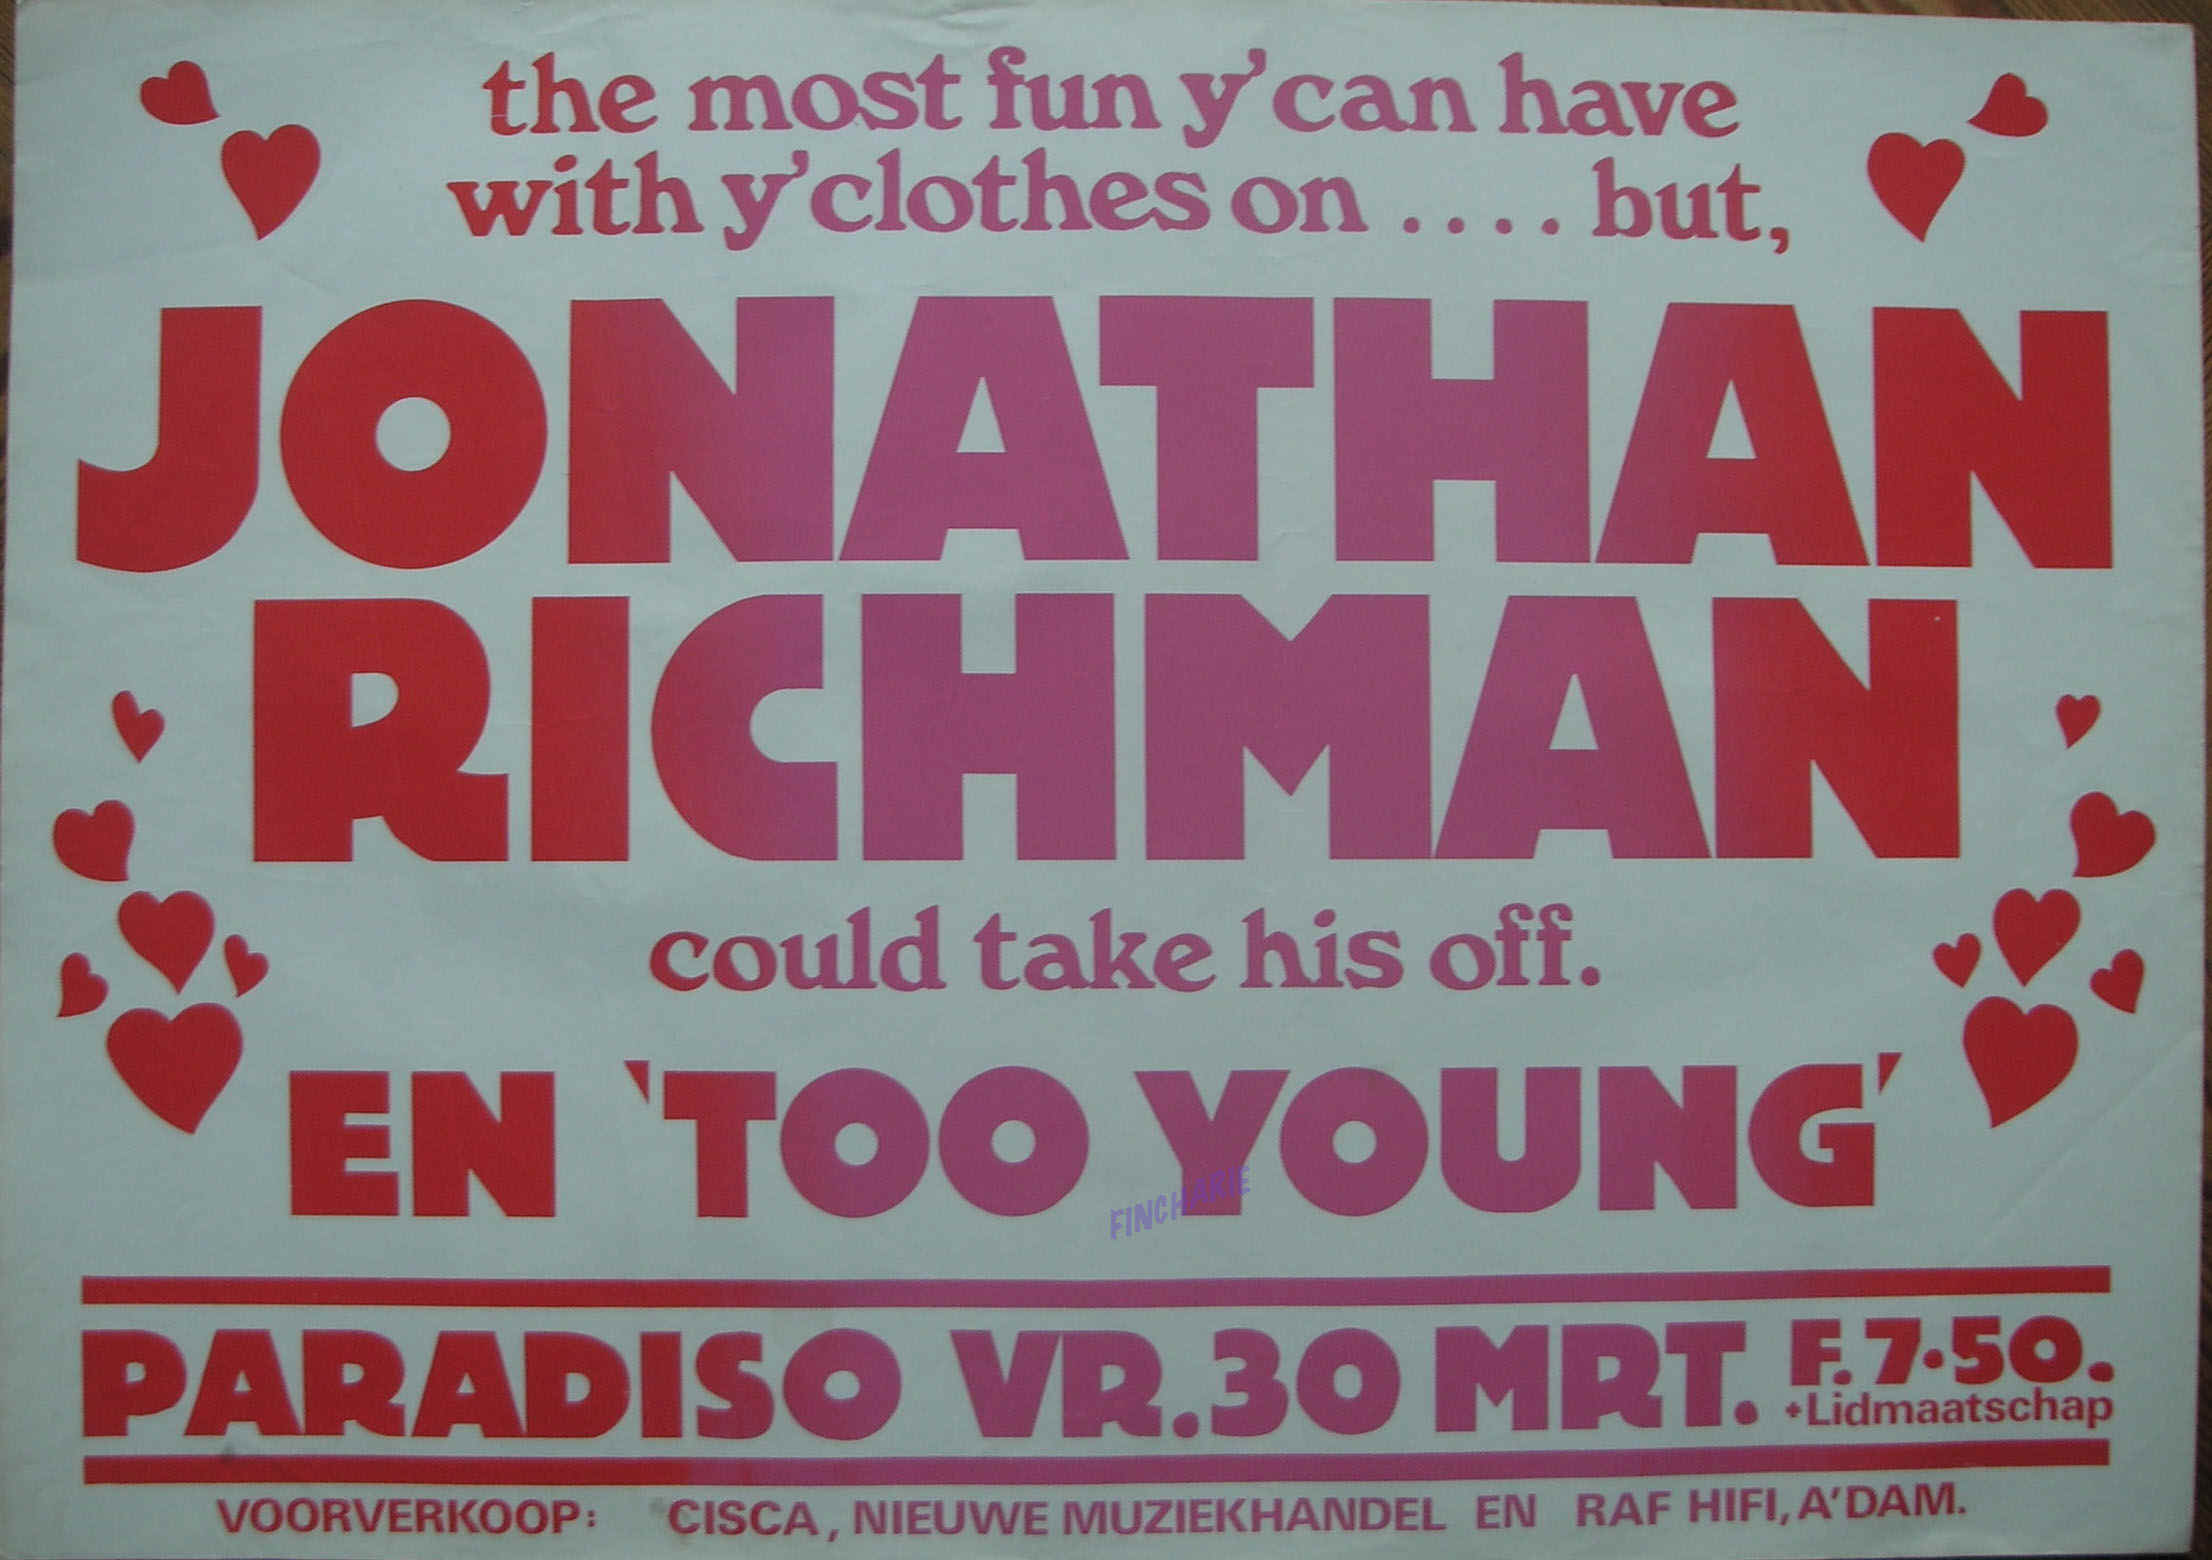 the most fun y'can have
with y'clothes on .... but,
JONATHAN
RICHMAN
could take his off.
EN 'TOO YOUNG'
FINCHARIE
PARADISO VR.30 MRT. F.7.50.
+Lidmaatschap
VOORVERKOOP: CISCA, NIEUWE MUZIEKHANDEL EN RAF HIFI, A'DAM.